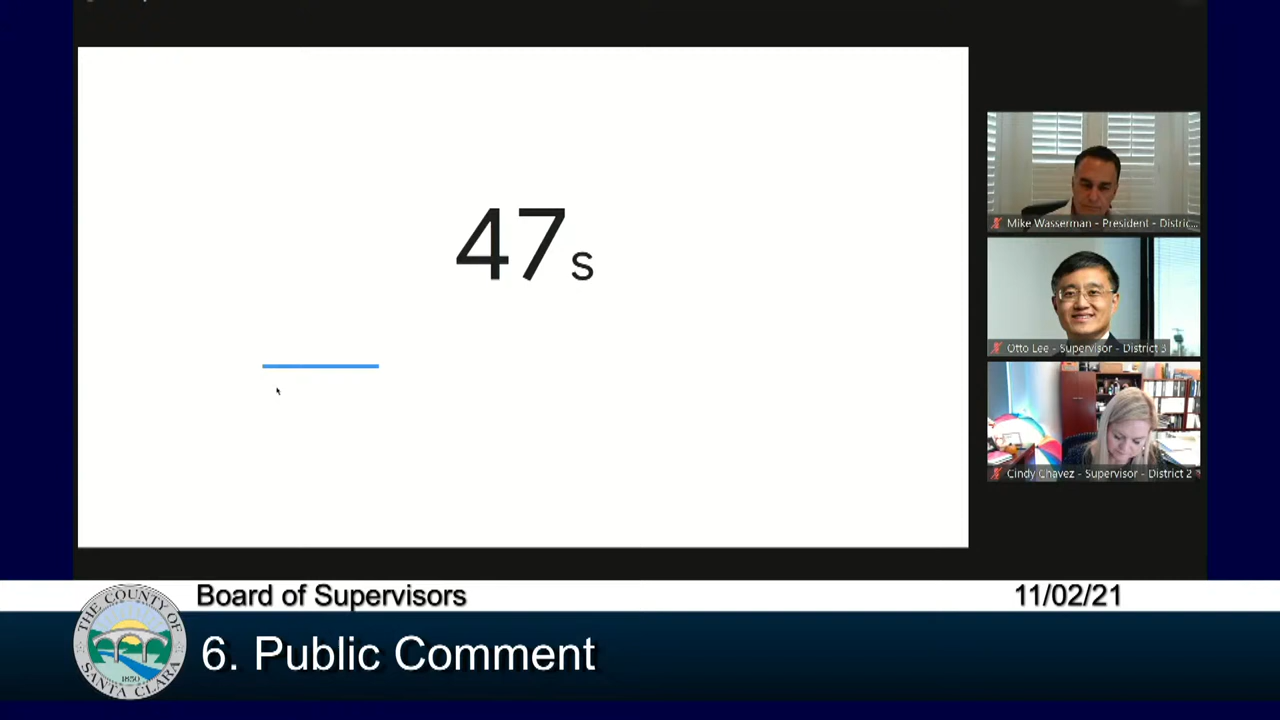 47s
Mike Wasserman - President - Distric...
Otto Lee - Supervisor - District 3
Cindy Chavez - Supervisor - District 2
Board of Supervisors
11/02/21
THE COUNTY OF
SANTA CLARA
1850
6. Public Comment